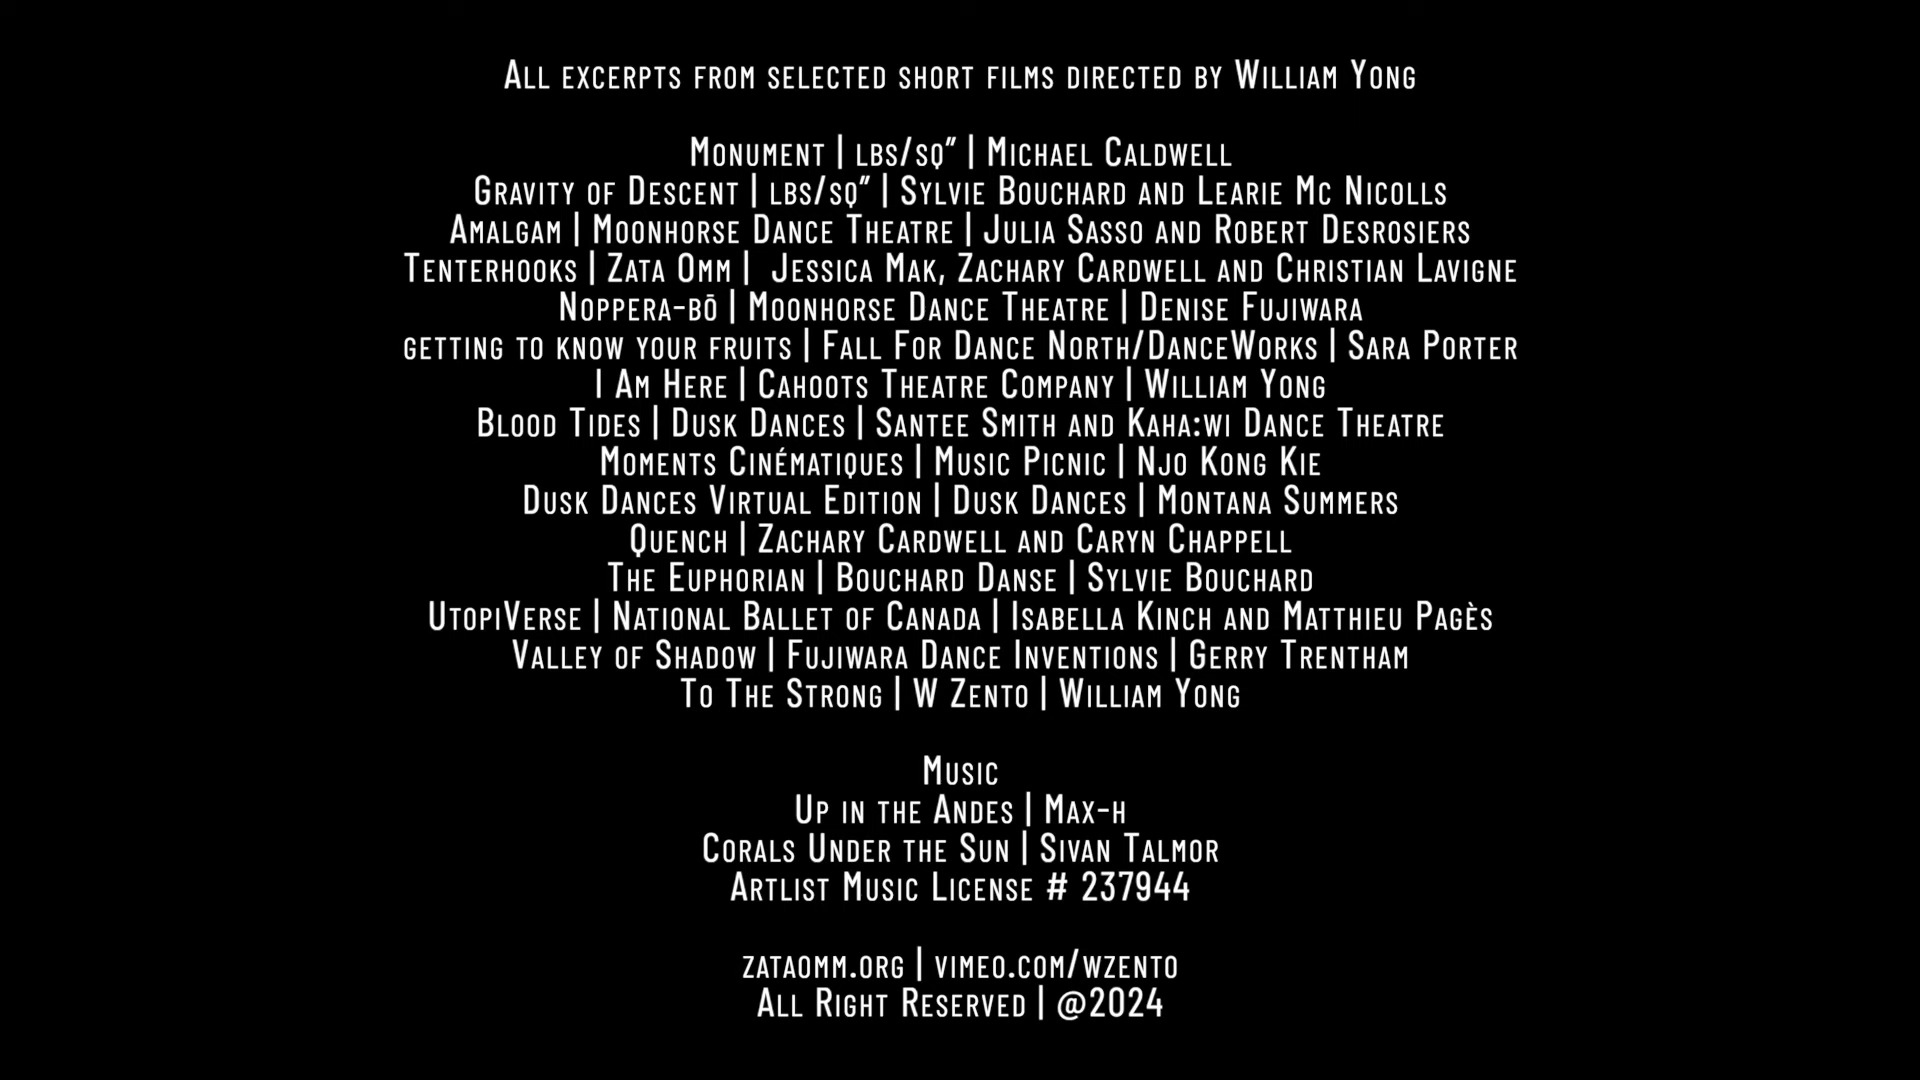 All excerpts from selected short films directed by William Yong
Monument | lbs/sq” | Michael Caldwell
Gravity of Descent | lbs/sq” | Sylvie Bouchard and Learie Mc Nicolls
Amalgam | Moonhorse Dance Theatre | Julia Sasso and Robert Desrosiers
Tenterhooks | Zata Omm | Jessica Mak, Zachary Cardwell and Christian Lavigne
Noppera-bō | Moonhorse Dance Theatre | Denise Fujiwara
getting to know your fruits | Fall For Dance North/DanceWorks | Sara Porter
I Am Here | Cahoots Theatre Company | William Yong
Blood Tides | Dusk Dances | Santee Smith and Kaha:wi Dance Theatre
Moments Cinématiques | Music Picnic | Njo Kong Kie
Dusk Dances Virtual Edition | Dusk Dances | Montana Summers
Quench | Zachary Cardwell and Caryn Chappell
The Euphorian | Bouchard Danse | Sylvie Bouchard
UtopiVerse | National Ballet of Canada | Isabella Kinch and Matthieu Pagès
Valley of Shadow | Fujiwara Dance Inventions | Gerry Trentham
To The Strong | W Zento | William Yong
Music
Up in the Andes | Max-h
Corals Under the Sun | Sivan Talmor
Artlist Music License # 237944
zataomm.org | vimeo.com/wzento
All Right Reserved | @2024